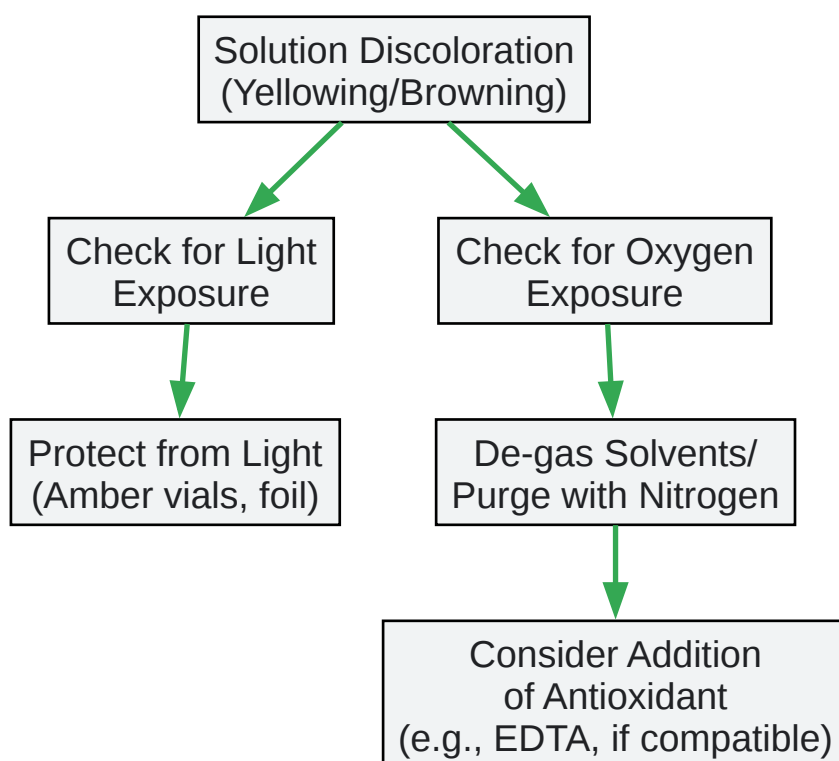 Solution Discoloration
(Yellowing/Browning)
Check for Light
Exposure
Check for Oxygen
Exposure
Protect from Light
(Amber vials, foil)
De-gas Solvents/
Purge with Nitrogen
Consider Addition
of Antioxidant
(e.g., EDTA, if compatible)